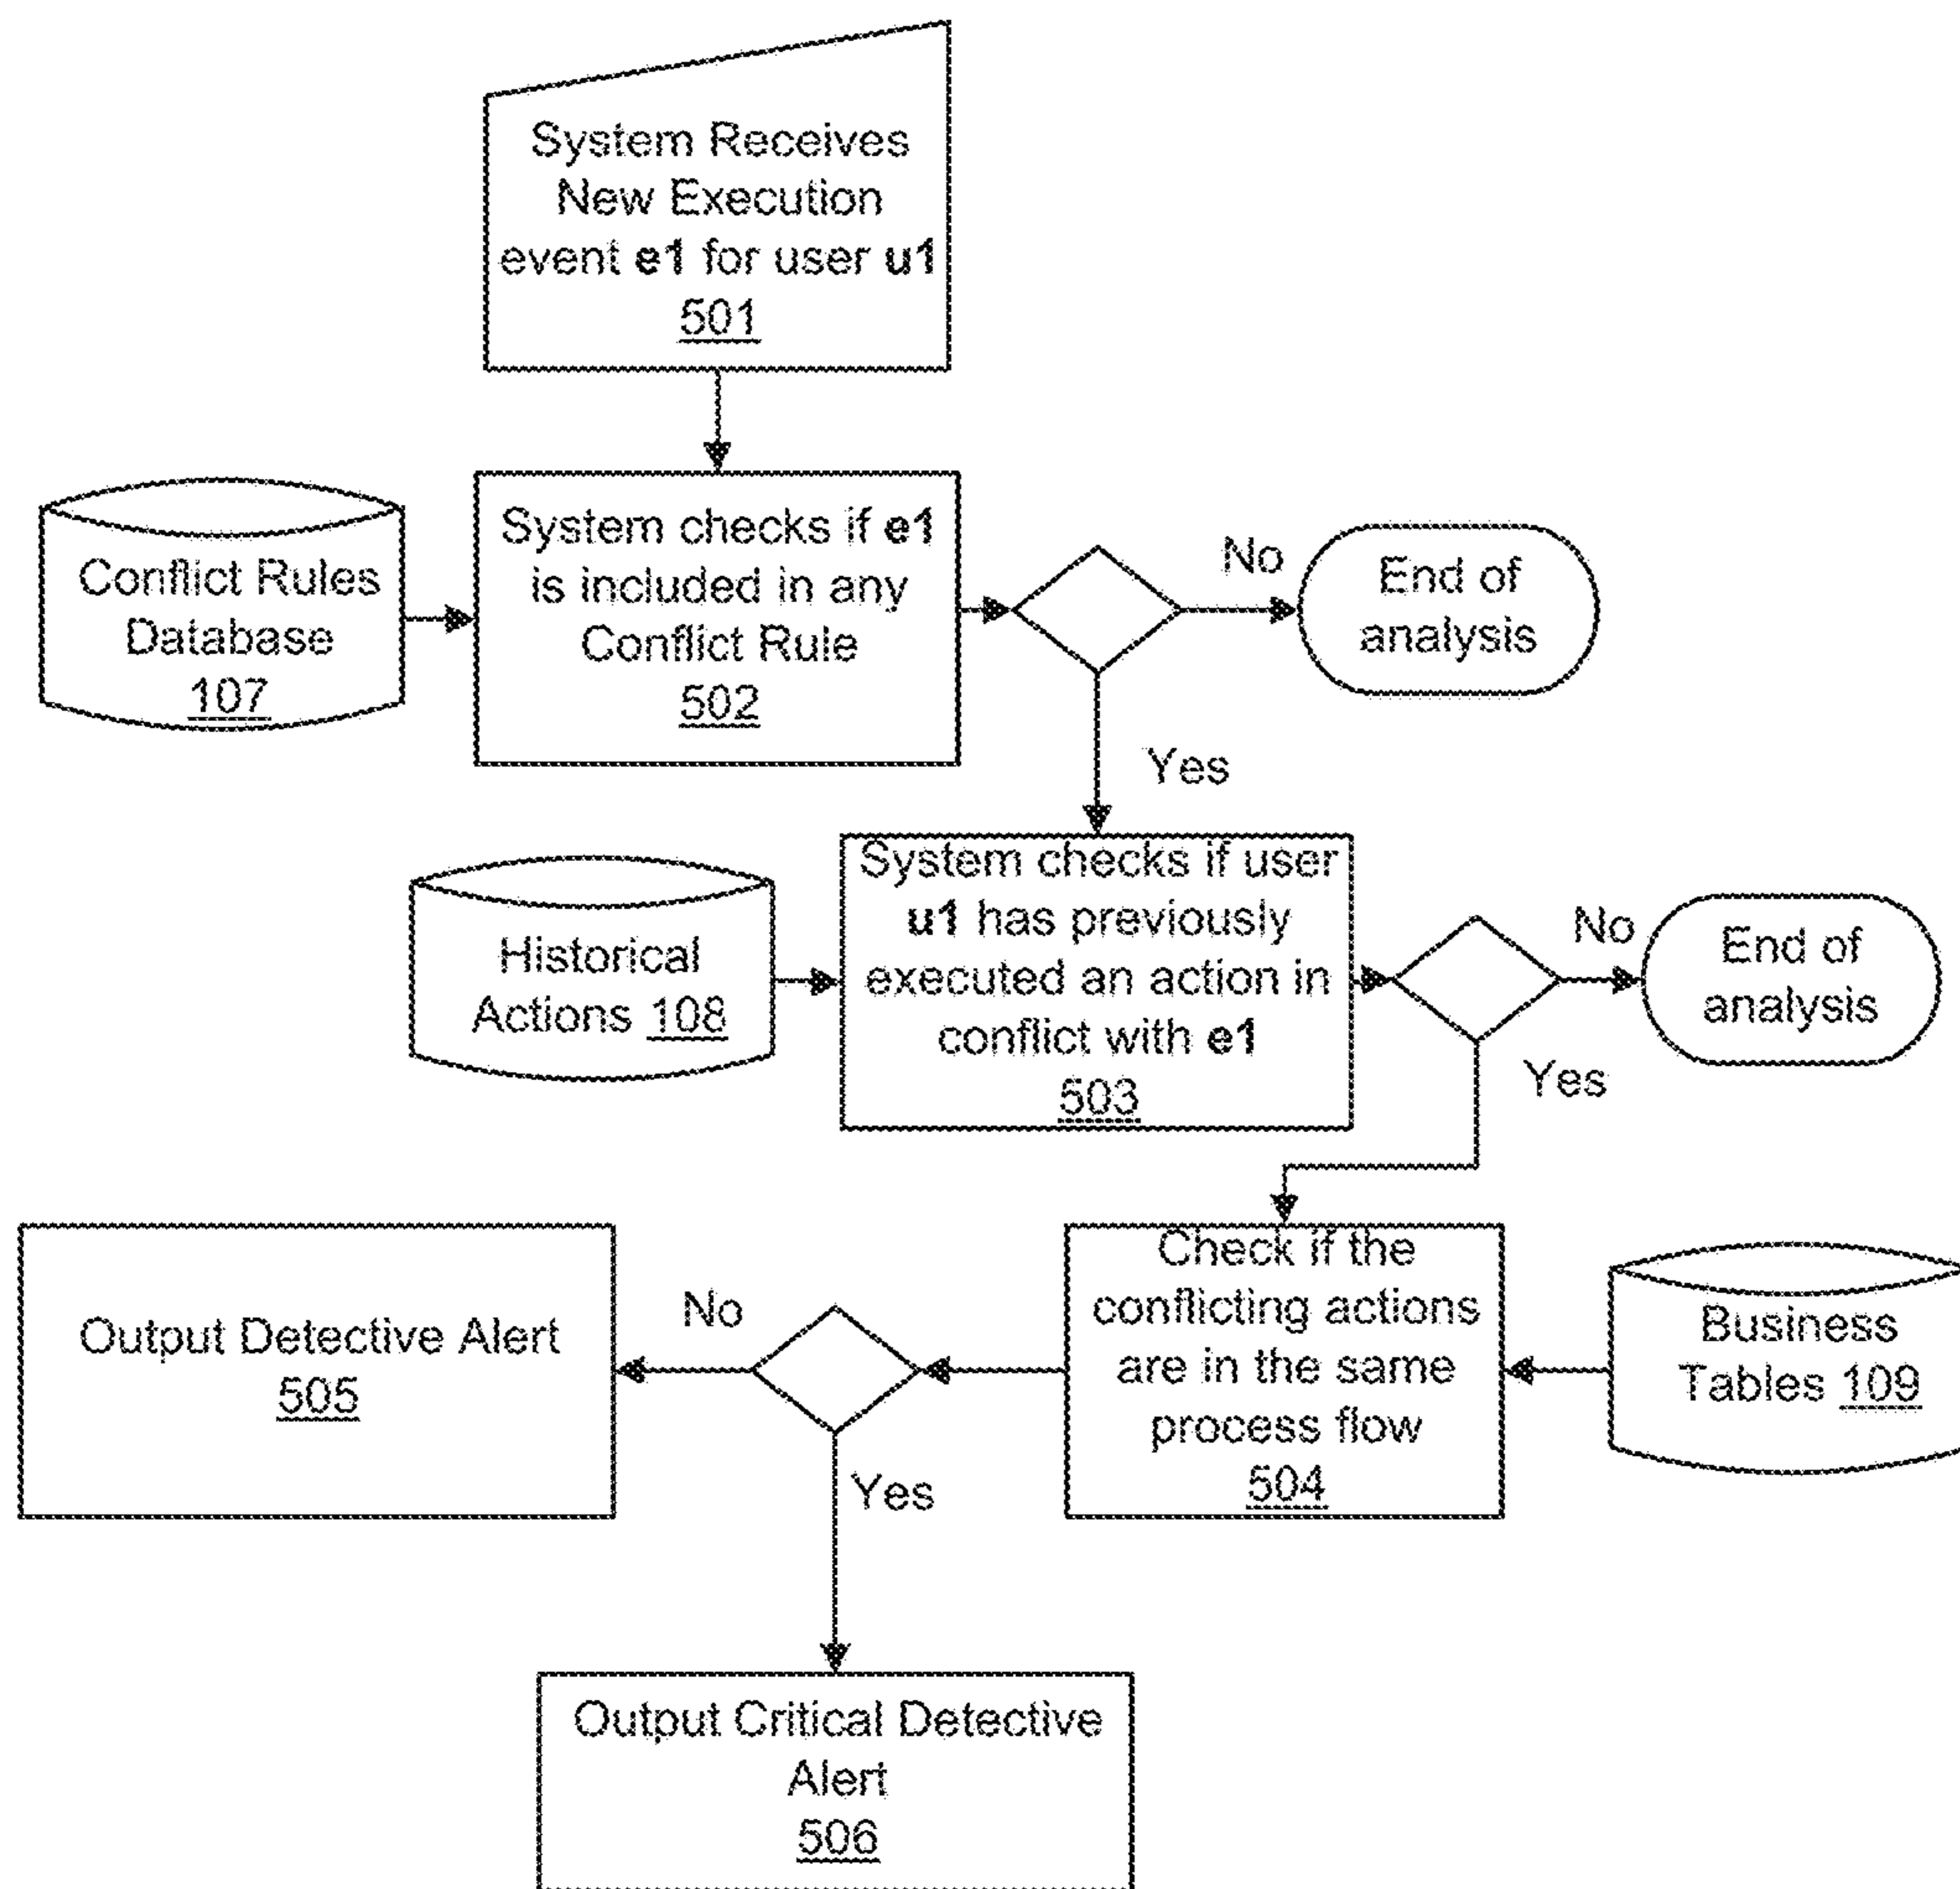 System Receives
New Execution
event e1 for user u1
501
Conflict Rules
Database
107
System checks if e1
is included in any
Conflict Rule
502
No
End of
analysis
Yes
Historical
Actions 108
System checks if user
u1 has previously
executed an action in
conflict with e1
503
No
End of
analysis
Yes
Check if the
conflicting actions
are in the same
process flow
504
Business
Tables 109
No
Output Detective Alert
505
Yes
Output Critical Detective
Alert
506